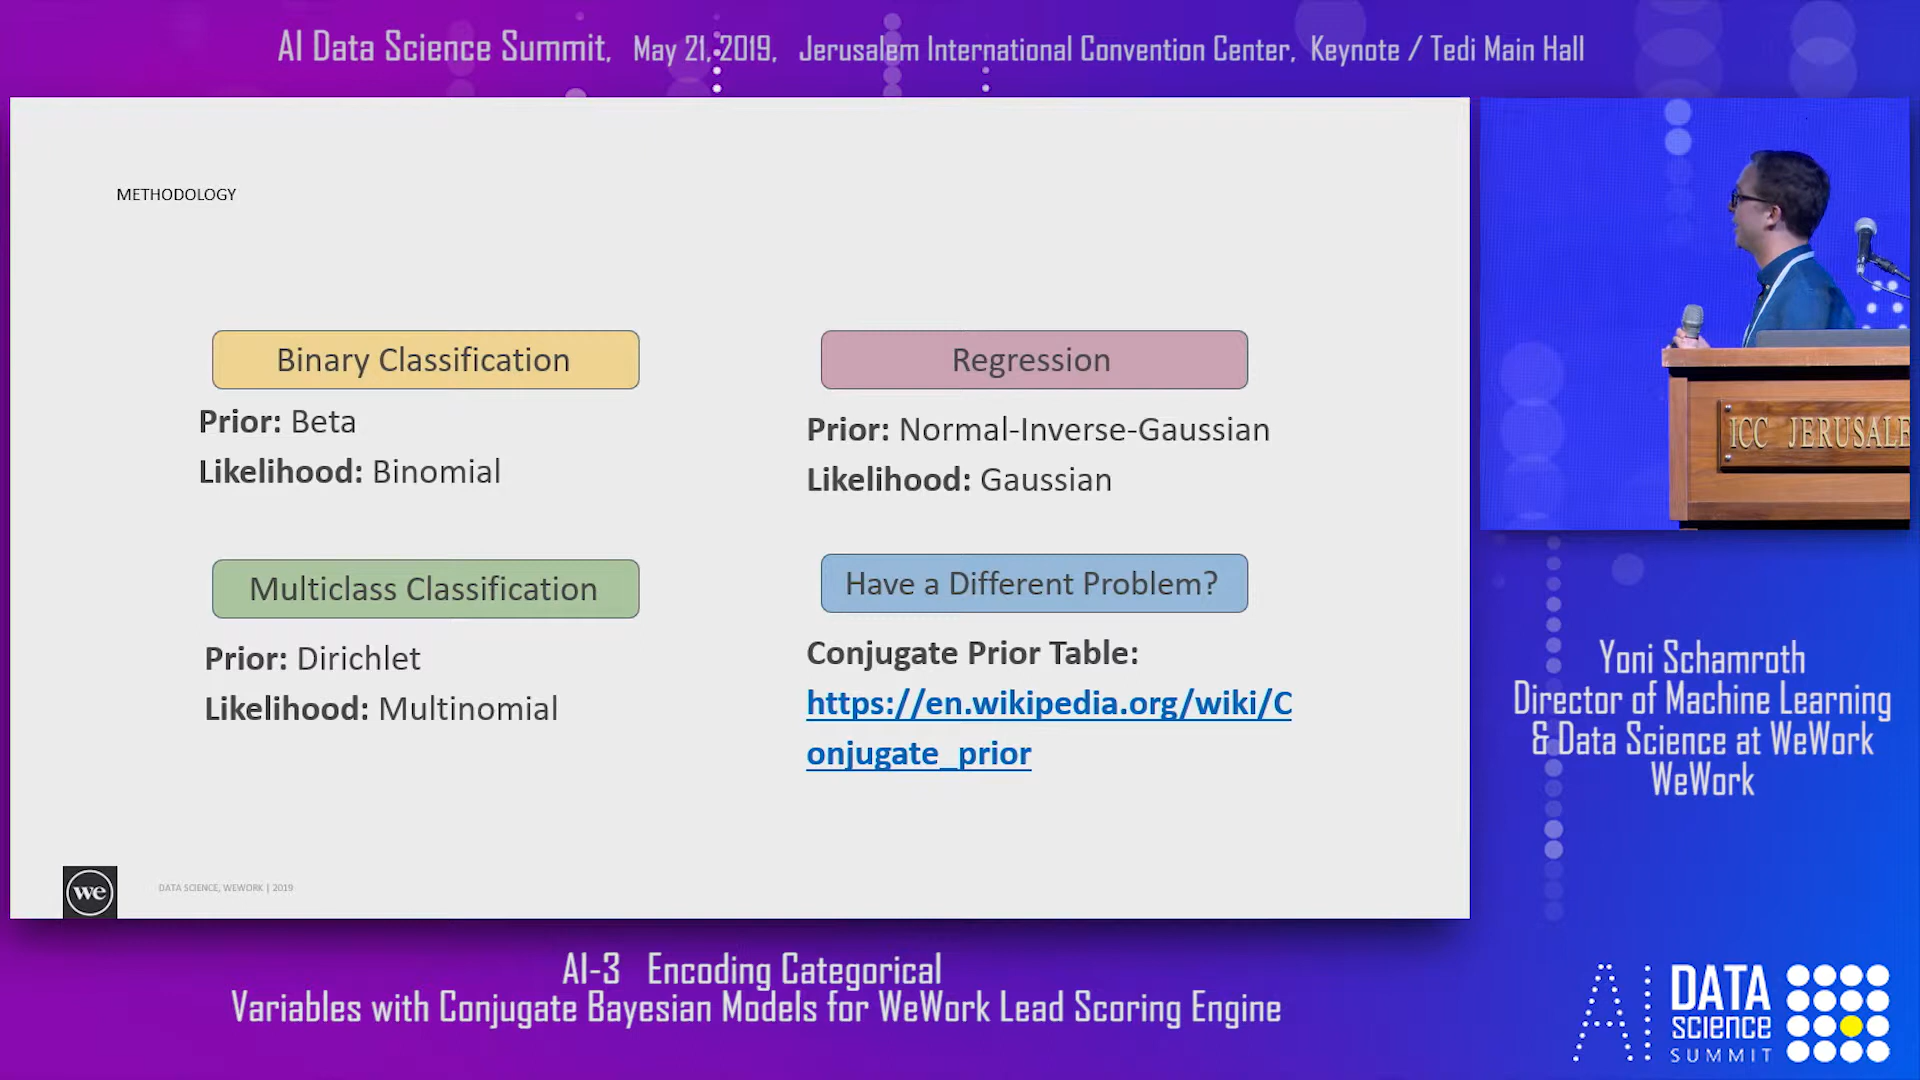 AI Data Science Summit, May 21, 2019, Jerusalem International Convention Center, Keynote / Tedi Main Hall
METHODOLOGY
Binary Classification
Prior: Beta
Likelihood: Binomial
Regression
Prior: Normal-Inverse-Gaussian
Likelihood: Gaussian
Multiclass Classification
Prior: Dirichlet
Likelihood: Multinomial
Have a Different Problem?
Conjugate Prior Table:
https://en.wikipedia.org/wiki/C
onjugate_prior
we
DATA SCIENCE, WEWORK | 2019
ICC JERUSALE
Yoni Schamroth
Director of Machine Learning
& Data Science at WeWork
WeWork
AI-3 Encoding Categorical
Variables with Conjugate Bayesian Models for WeWork Lead Scoring Engine
AI DATA
SCIENCE
SUMMIT